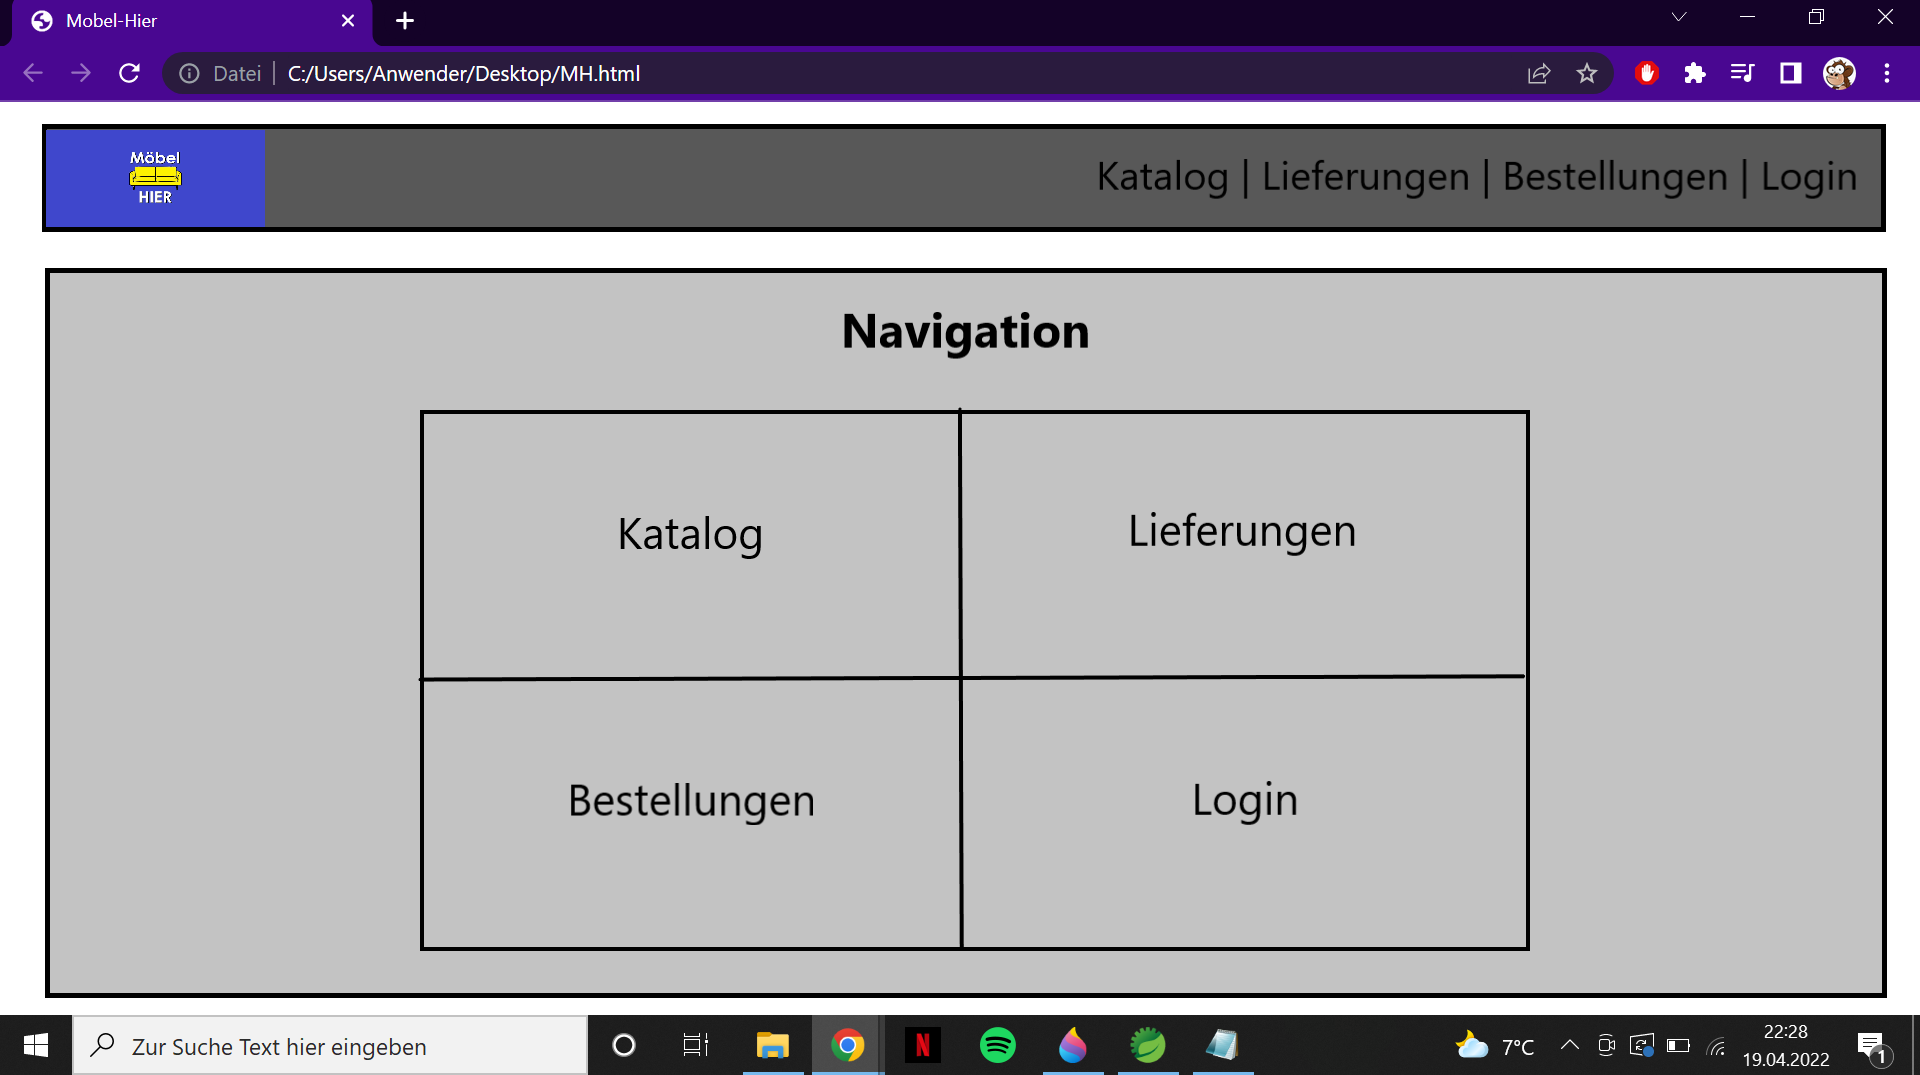 Mobel-Hier
Datei | C:/Users/Anwender/Desktop/MH.html
Möbel
HIER
Katalog | Lieferungen | Bestellungen | Login
Navigation
Katalog
Lieferungen
Bestellungen
Login
Zur Suche Text hier eingeben
N
7°C
22:28
19.04.2022
1